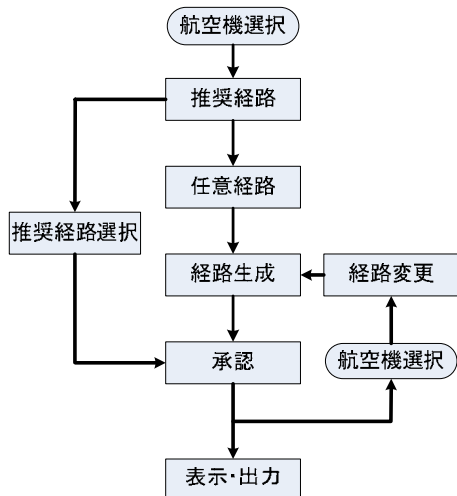 航空機選択
推奨経路
任意経路
推奨経路選択
経路生成
経路変更
承認
航空機選択
表示・出力